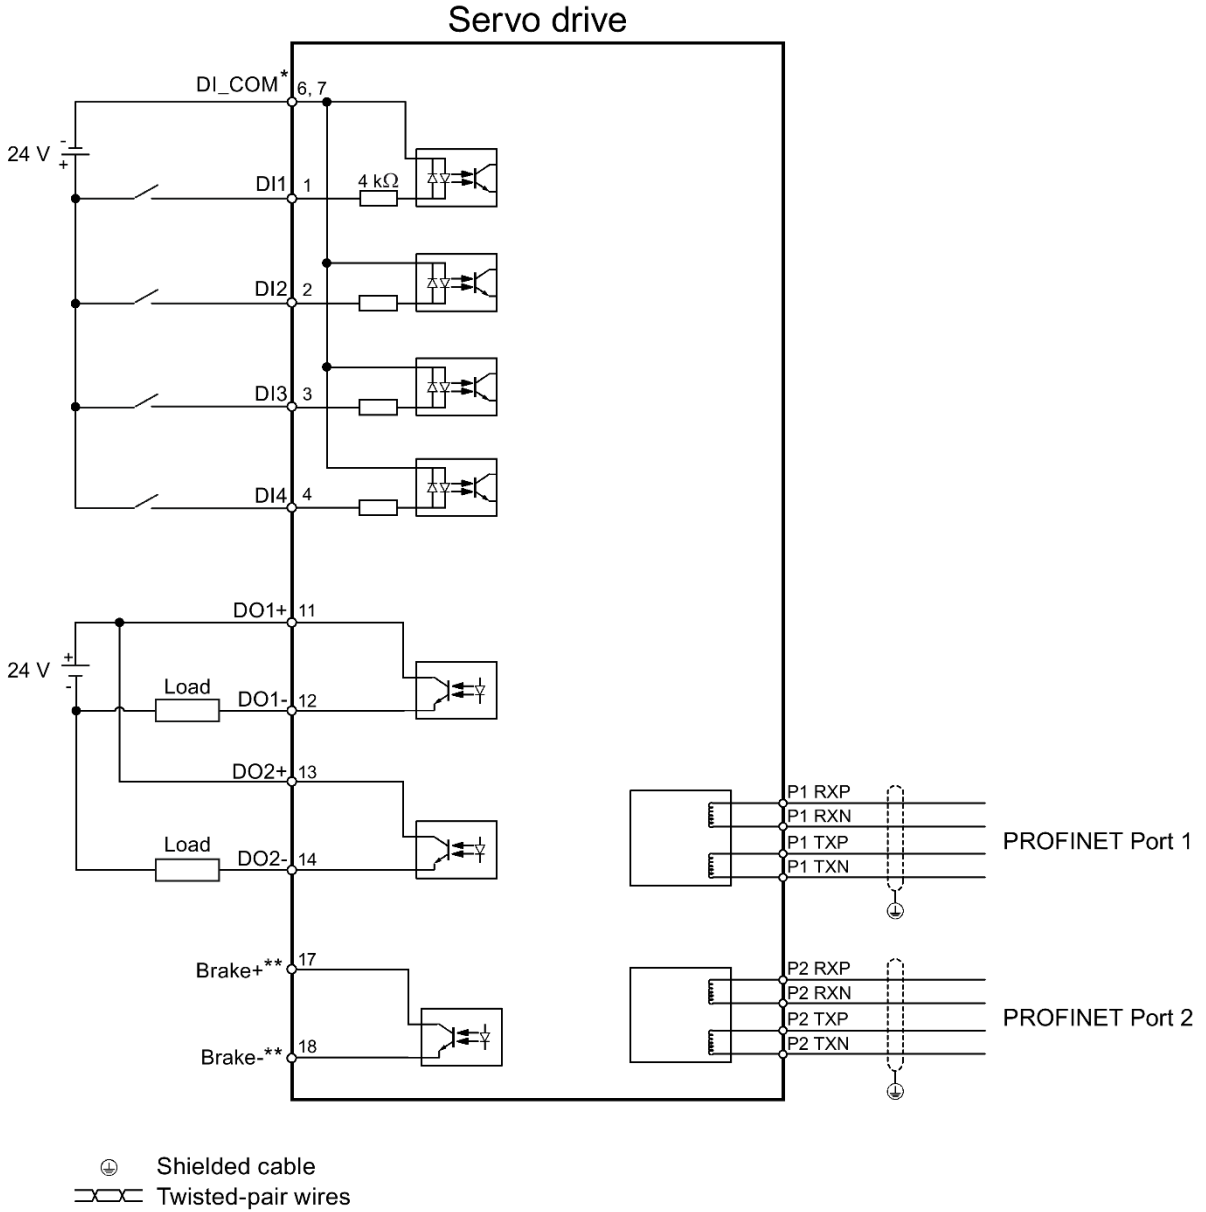 Servo drive
DI_COM*
6, 7
-
24 V
+
DI1
1
4 kΩ
DI2
2
DI3
3
DI4
4
DO1+
11
+
24 V
-
Load
DO1-
12
DO2+
13
Load
DO2-
14
P1 RXP
P1 RXN
P1 TXP
P1 TXN
PROFINET Port 1
Brake+**
17
Brake-**
18
P2 RXP
P2 RXN
P2 TXP
P2 TXN
PROFINET Port 2
Shielded cable
Twisted-pair wires